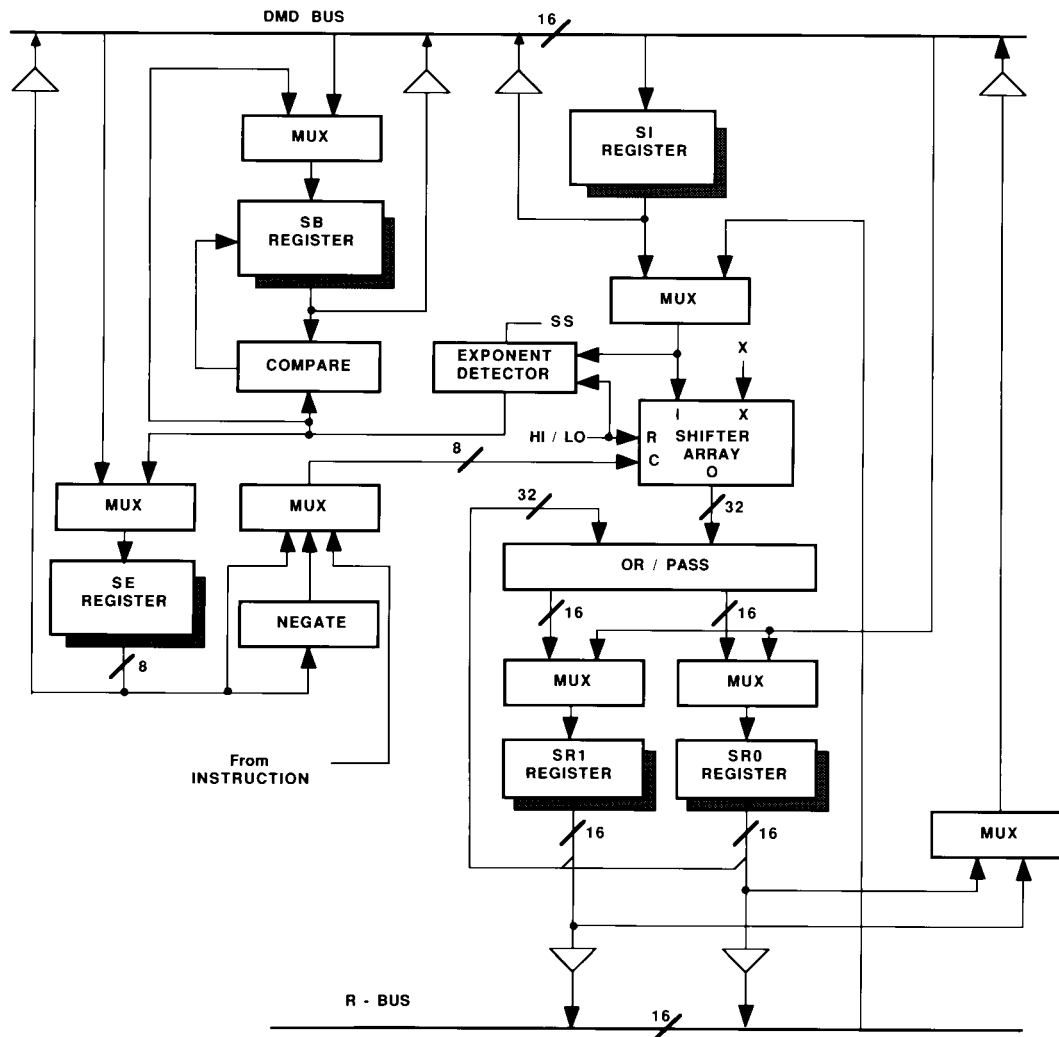 DMD BUS
16
MUX
SI
REGISTER
SB
REGISTER
MUX
SS
COMPARE
EXPONENT
DETECTOR
X
I X
HI / LO
R SHIFTER
ARRAY
C
O
8
MUX
MUX
32
32
OR / PASS
SE
REGISTER
NEGATE
16
16
8
MUX
MUX
From
INSTRUCTION
SR1
REGISTER
SR0
REGISTER
16
16
MUX
R - BUS
16